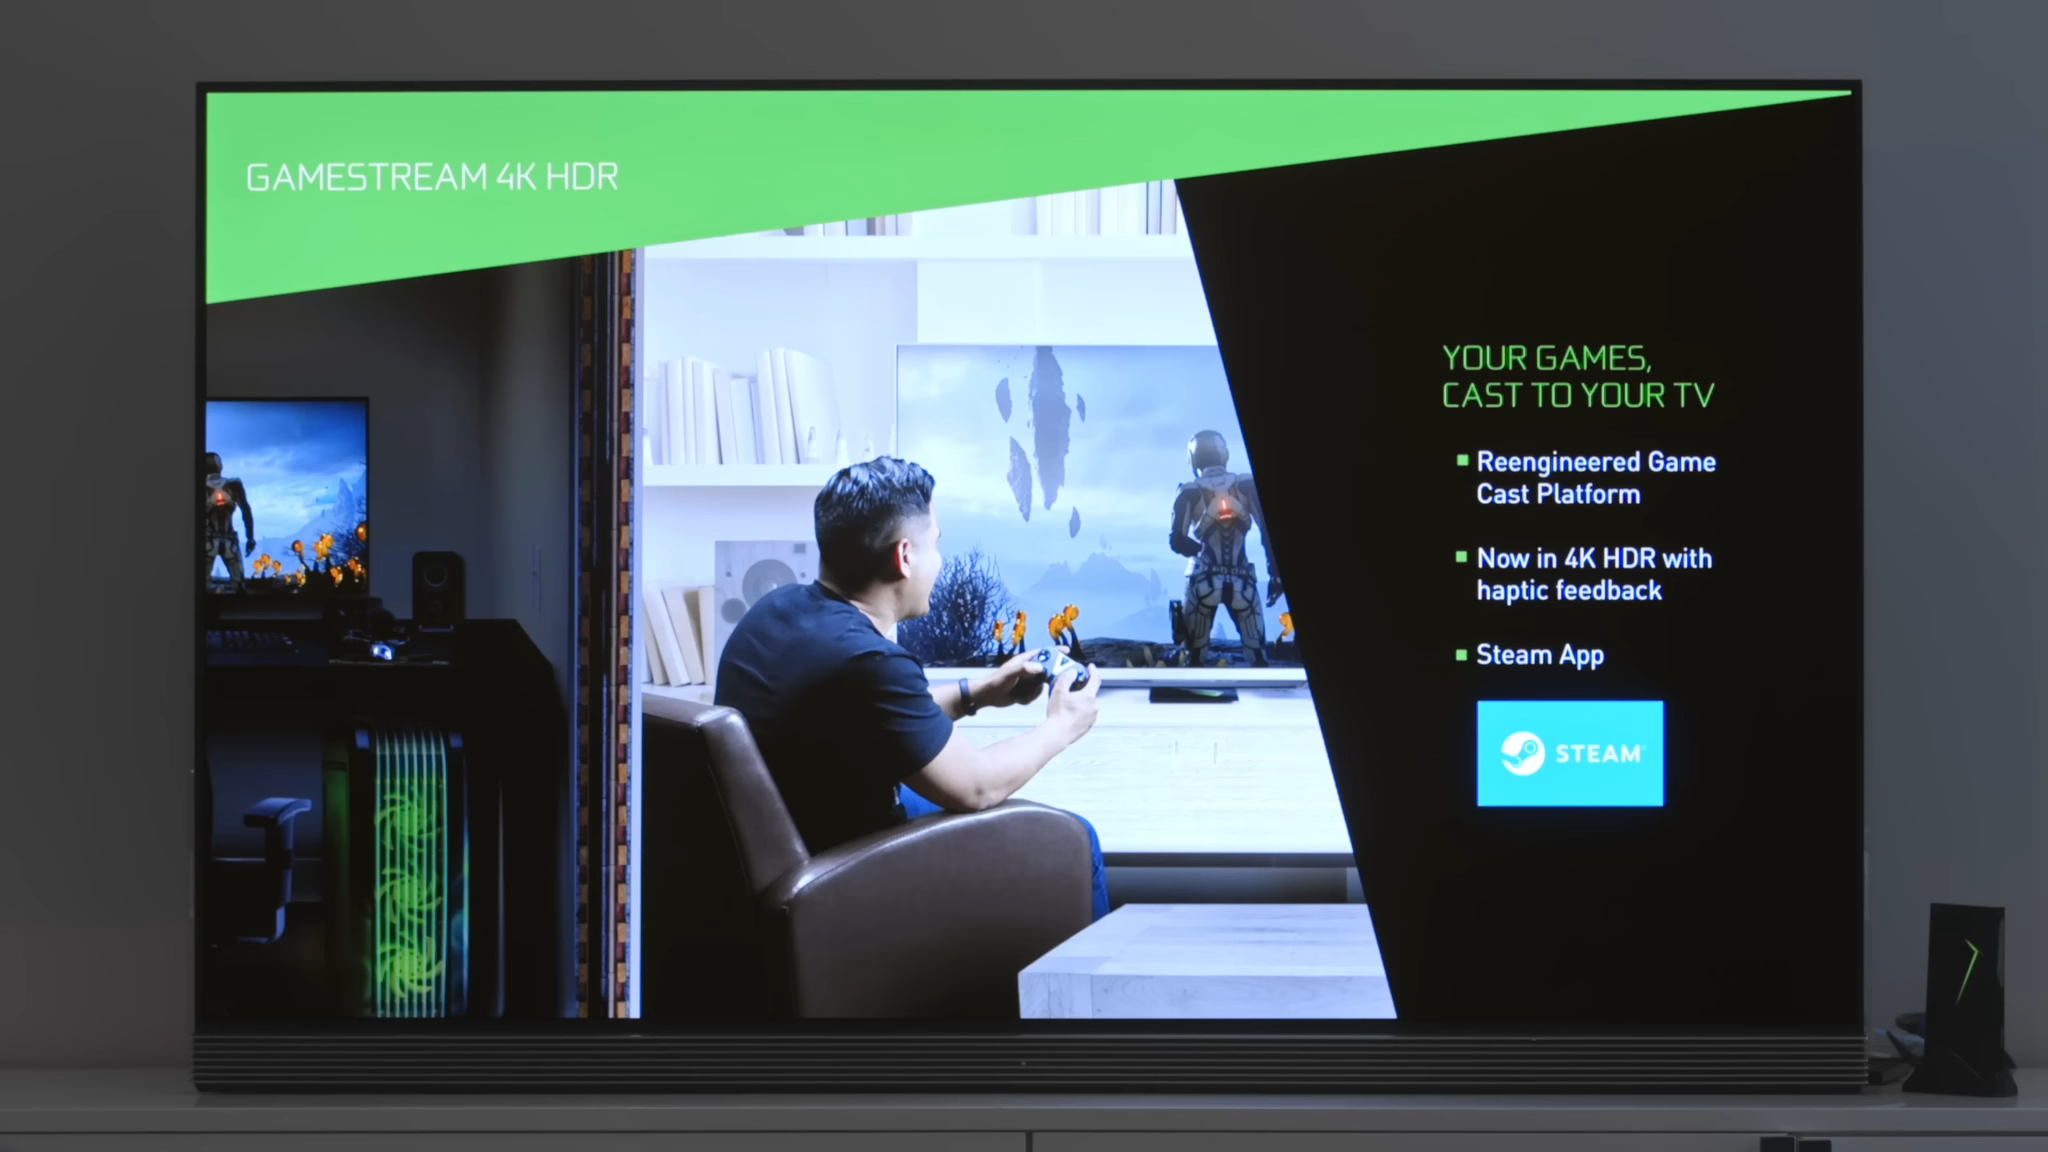 GAMESTREAM 4K HDR
YOUR GAMES,
CAST TO YOUR TV
Reengineered Game
Cast Platform
Now in 4K HDR with
haptic feedback
Steam App
STEAM